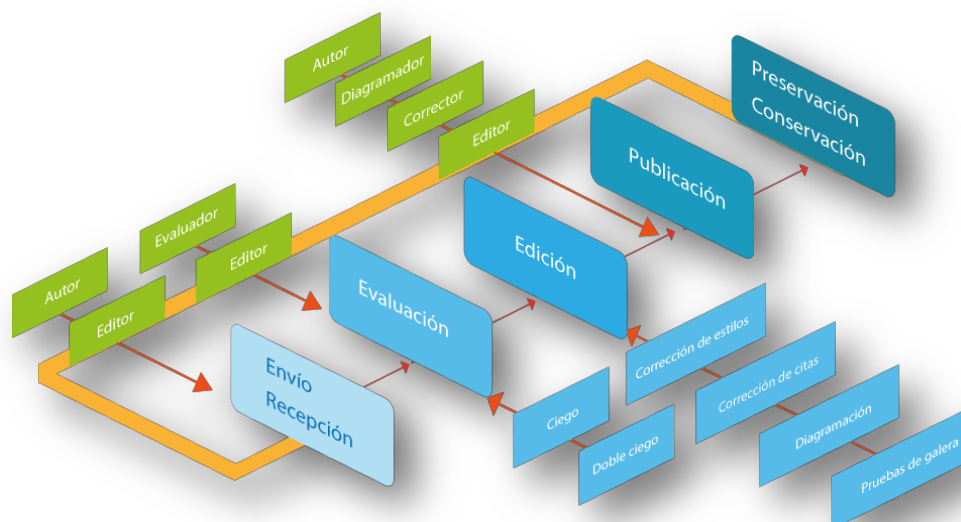 Autor
Diagramador
Corrector
Editor
Preservación
Conservación
Publicación
Evaluador
Editor
Edición
Autor
Editor
Evaluación
Envío
Recepción
Corrección de estilos
Corrección de citas
Diagramación
Pruebas de galera
Ciego
Doble ciego